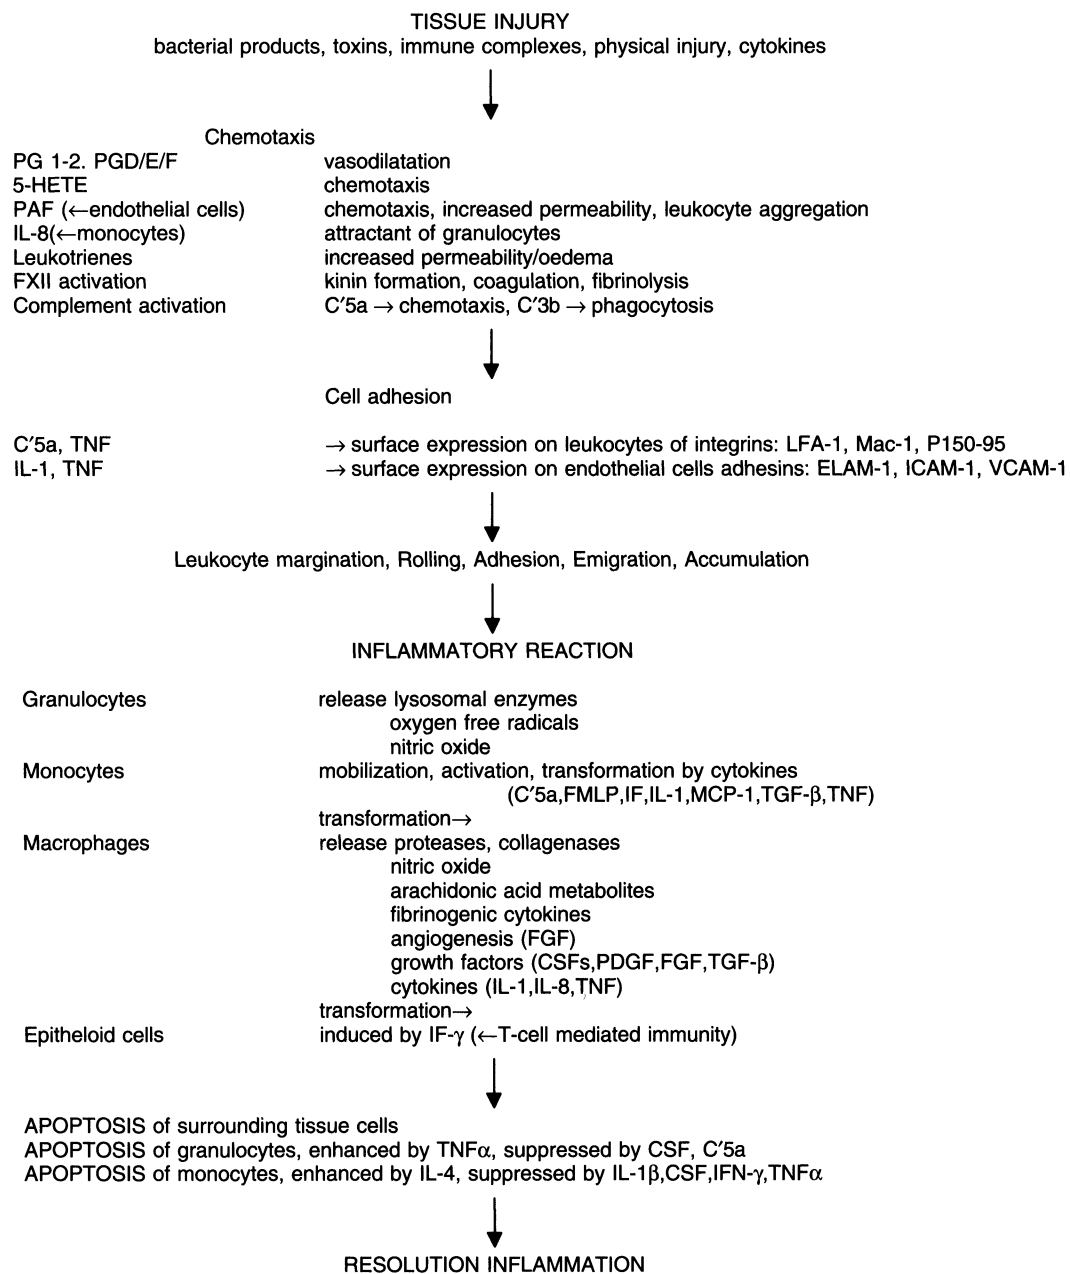 TISSUE INJURY
bacterial products, toxins, immune complexes, physical injury, cytokines
Chemotaxis
PG 1-2. PGD/E/F vasodilatation
5-HETE chemotaxis
PAF (←endothelial cells) chemotaxis, increased permeability, leukocyte aggregation
IL-8(←monocytes) attractant of granulocytes
Leukotrienes increased permeability/oedema
FXII activation kinin formation, coagulation, fibrinolysis
Complement activation C′5a → chemotaxis, C′3b → phagocytosis
Cell adhesion
C′5a, TNF → surface expression on leukocytes of integrins: LFA-1, Mac-1, P150-95
IL-1, TNF → surface expression on endothelial cells adhesins: ELAM-1, ICAM-1, VCAM-1
Leukocyte margination, Rolling, Adhesion, Emigration, Accumulation
INFLAMMATORY REACTION
Granulocytes release lysosomal enzymes
oxygen free radicals
nitric oxide
Monocytes mobilization, activation, transformation by cytokines
(C′5a,FMLP,IF,IL-1,MCP-1,TGF-β,TNF)
transformation→
Macrophages release proteases, collagenases
nitric oxide
arachidonic acid metabolites
fibrinogenic cytokines
angiogenesis (FGF)
growth factors (CSFs,PDGF,FGF,TGF-β)
cytokines (IL-1,IL-8,TNF)
transformation→
Epitheloid cells induced by IF-γ (←T-cell mediated immunity)
APOPTOSIS of surrounding tissue cells
APOPTOSIS of granulocytes, enhanced by TNFα, suppressed by CSF, C′5a
APOPTOSIS of monocytes, enhanced by IL-4, suppressed by IL-1β,CSF,IFN-γ,TNFα
RESOLUTION INFLAMMATION